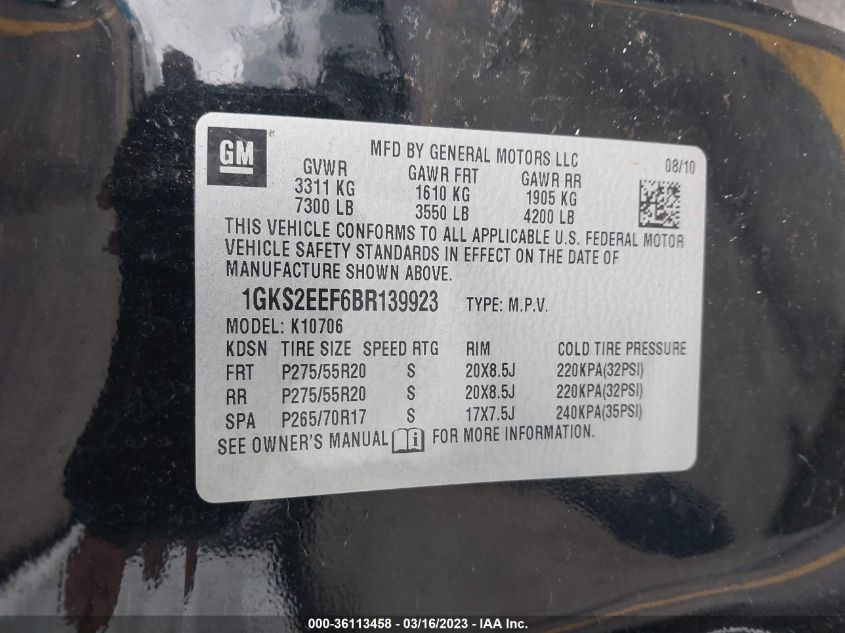 GM
MFD BY GENERAL MOTORS LLC 08/10
GVWR GAWR FRT GAWR RR
3311 KG 1610 KG 1905 KG
7300 LB 3550 LB 4200 LB
THIS VEHICLE CONFORMS TO ALL APPLICABLE U.S. FEDERAL MOTOR
VEHICLE SAFETY STANDARDS IN EFFECT ON THE DATE OF
MANUFACTURE SHOWN ABOVE.
1GKS2EEF6BR139923 TYPE: M.P.V.
MODEL: K10706
KDSN TIRE SIZE SPEED RTG RIM COLD TIRE PRESSURE
FRT P275/55R20 S 20X8.5J 220KPA(32PSI)
RR P275/55R20 S 20X8.5J 220KPA(32PSI)
SPA P265/70R17 S 17X7.5J 240KPA(35PSI)
SEE OWNER'S MANUAL FOR MORE INFORMATION.
000-36113458 - 03/16/2023 - IAA Inc.